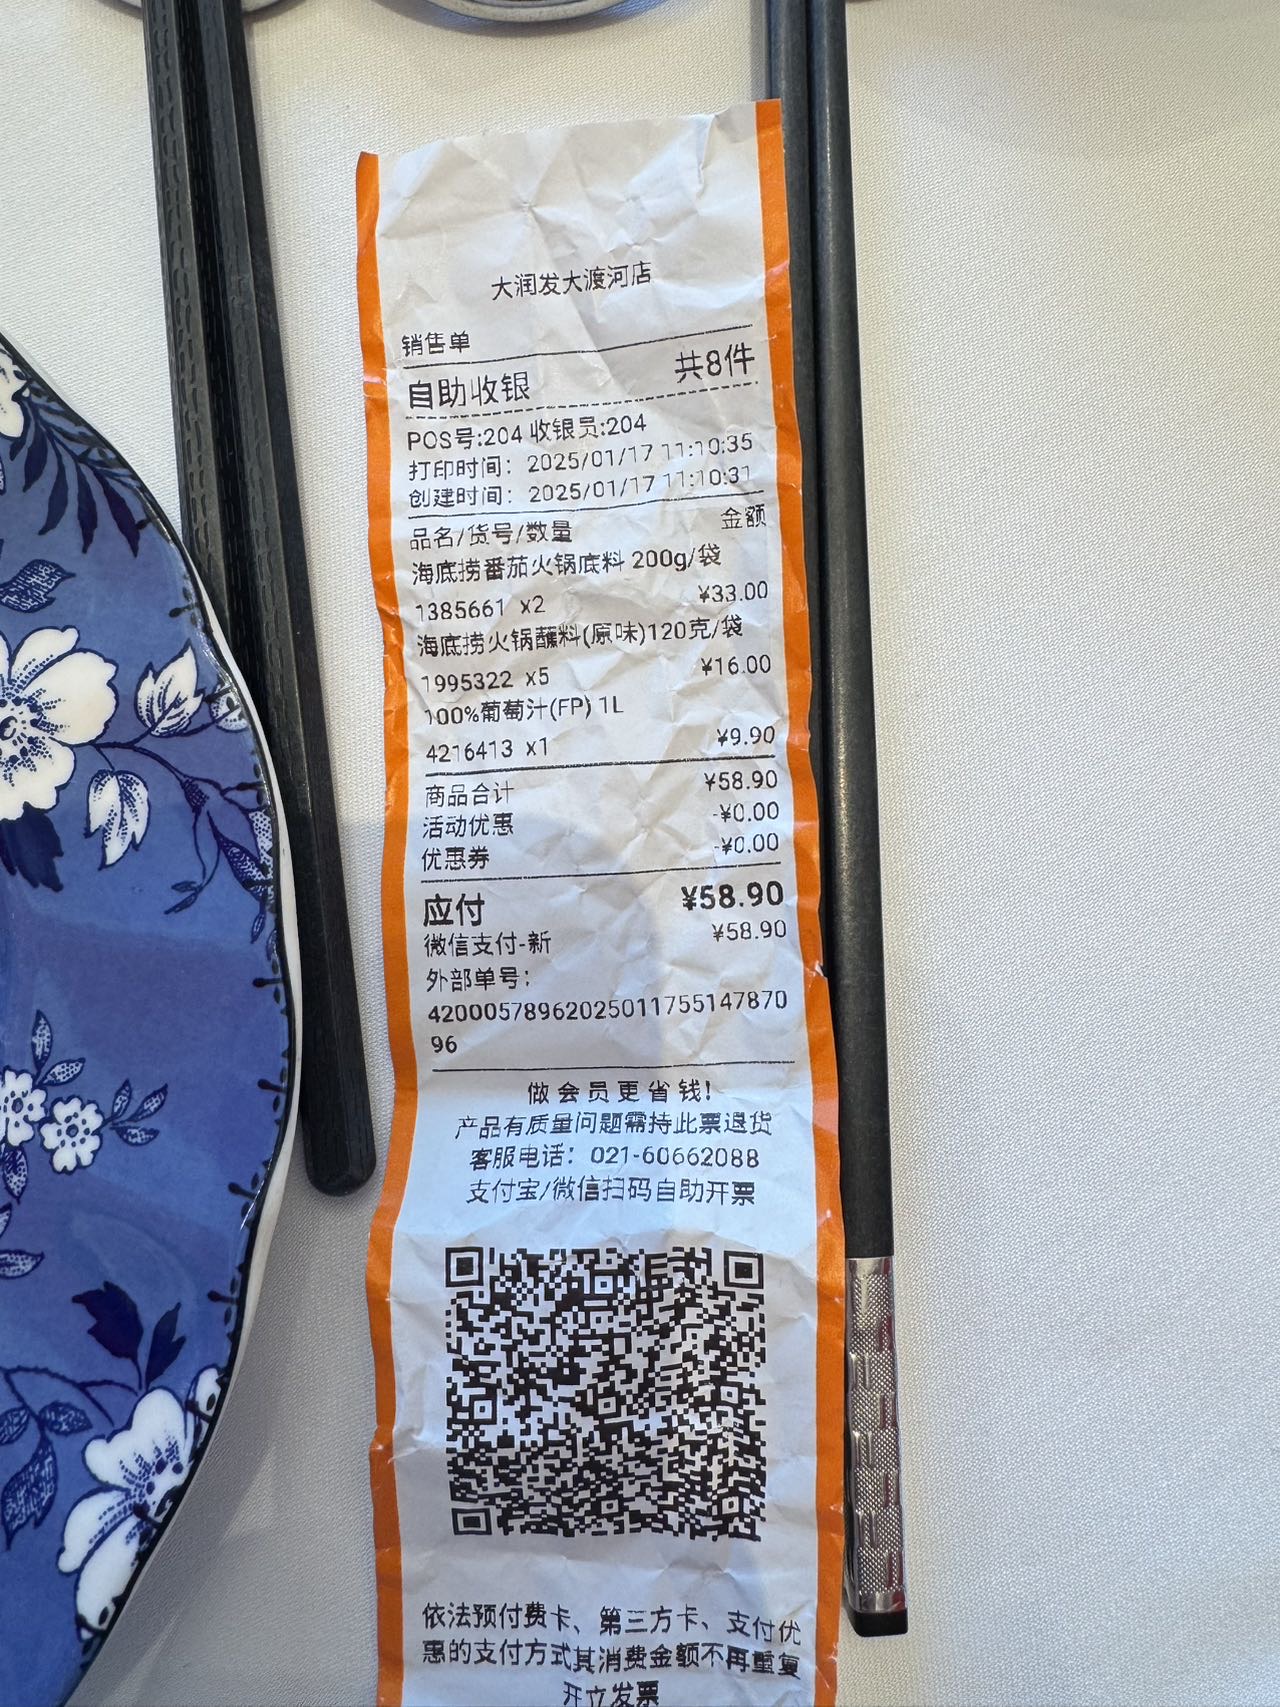 大润发大渡河店
销售单
自助收银 共8件
POS号:204 收银员:204
打印时间: 2025/01/17 11:10:35
创建时间: 2025/01/17 11:10:31
品名/货号/数量 金额
海底捞番茄火锅底料 200g/袋
1385661 x2 ¥33.00
海底捞火锅蘸料(原味)120克/袋
1995322 x5 ¥16.00
100%葡萄汁(FP) 1L
4216413 x1 ¥9.90
商品合计 ¥58.90
活动优惠 -¥0.00
优惠券 -¥0.00
应付 ¥58.90
微信支付-新 ¥58.90
外部单号:
42000578962025011755147870
96
做会员更省钱!
产品有质量问题需持此票退货
客服电话: 021-60662088
支付宝/微信扫码自助开票
依法预付费卡、第三方卡、支付优
惠的支付方式其消费金额不再重复
开立发票